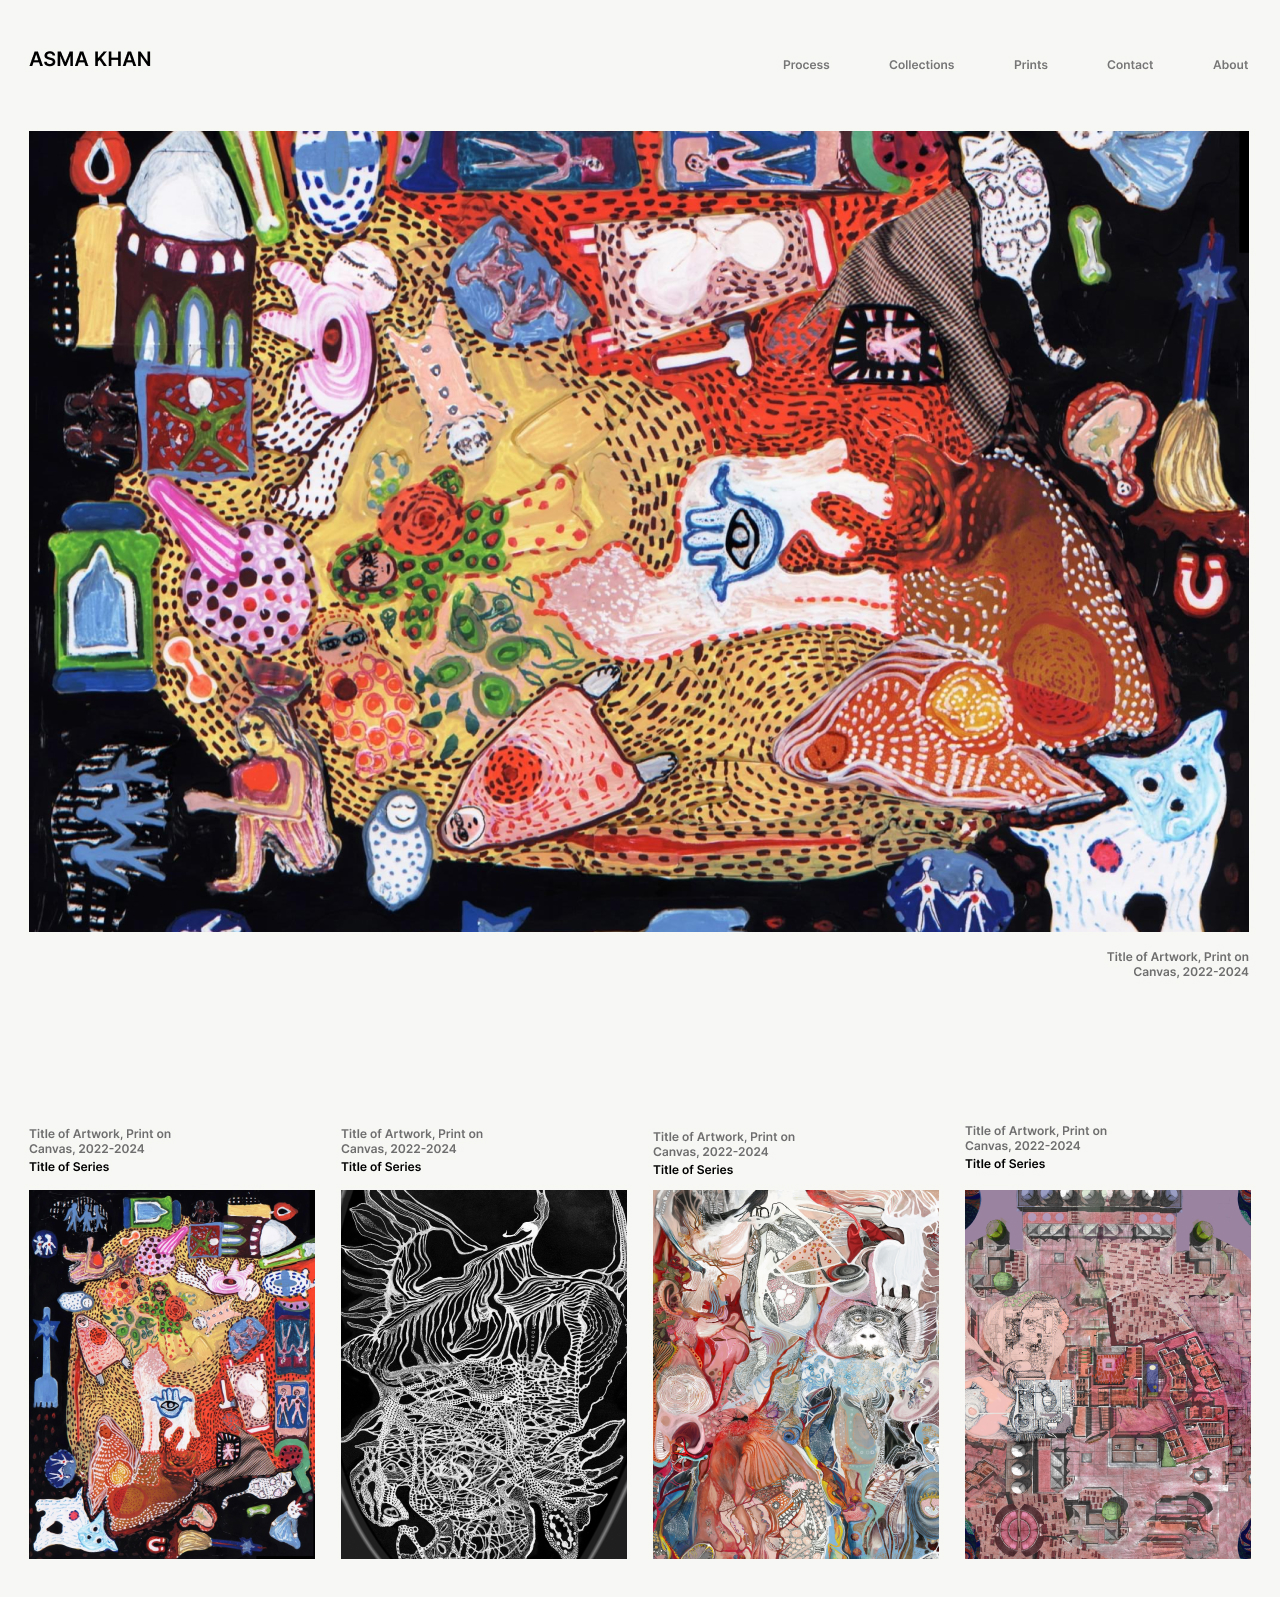 ASMA KHAN
Process
Collections
Prints
Contact
About
Title of Artwork, Print on
Canvas, 2022-2024
Title of Artwork, Print on
Canvas, 2022-2024
Title of Series
Title of Artwork, Print on
Canvas, 2022-2024
Title of Series
Title of Artwork, Print on
Canvas, 2022-2024
Title of Series
Title of Artwork, Print on
Canvas, 2022-2024
Title of Series